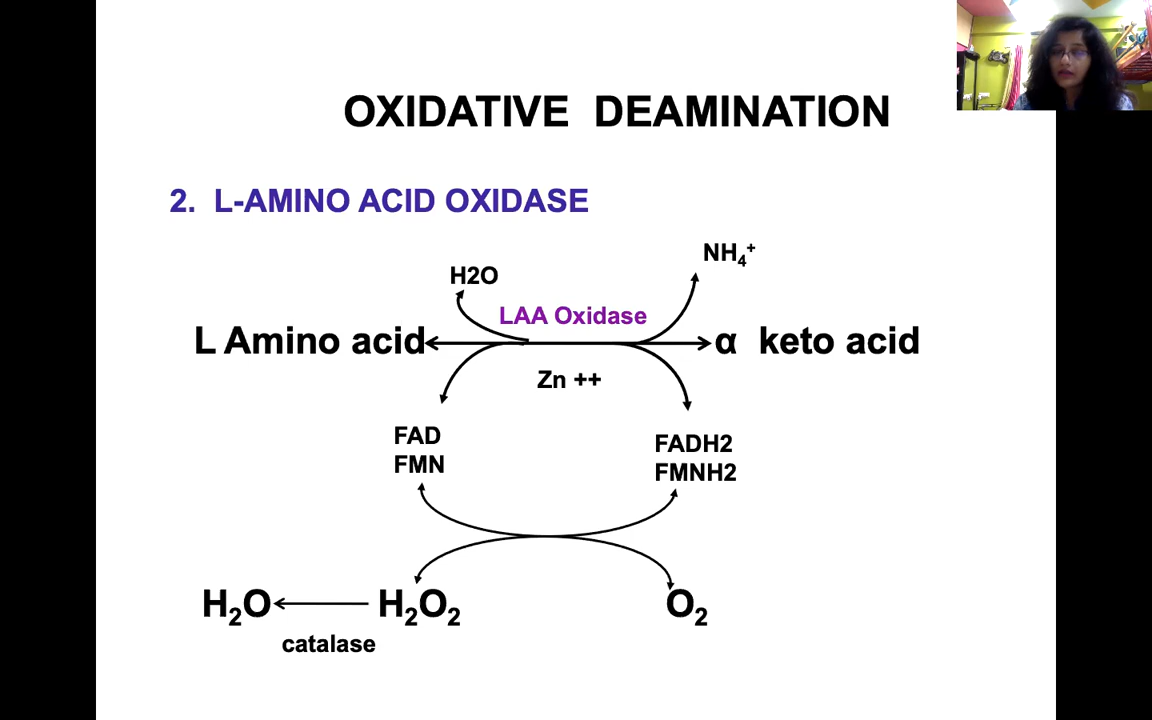 OXIDATIVE DEAMINATION
2. L-AMINO ACID OXIDASE
NH₄⁺
H2O
LAA Oxidase
L Amino acid
α keto acid
Zn ++
FAD
FMN
FADH2
FMNH2
H₂O
H₂O₂
O₂
catalase